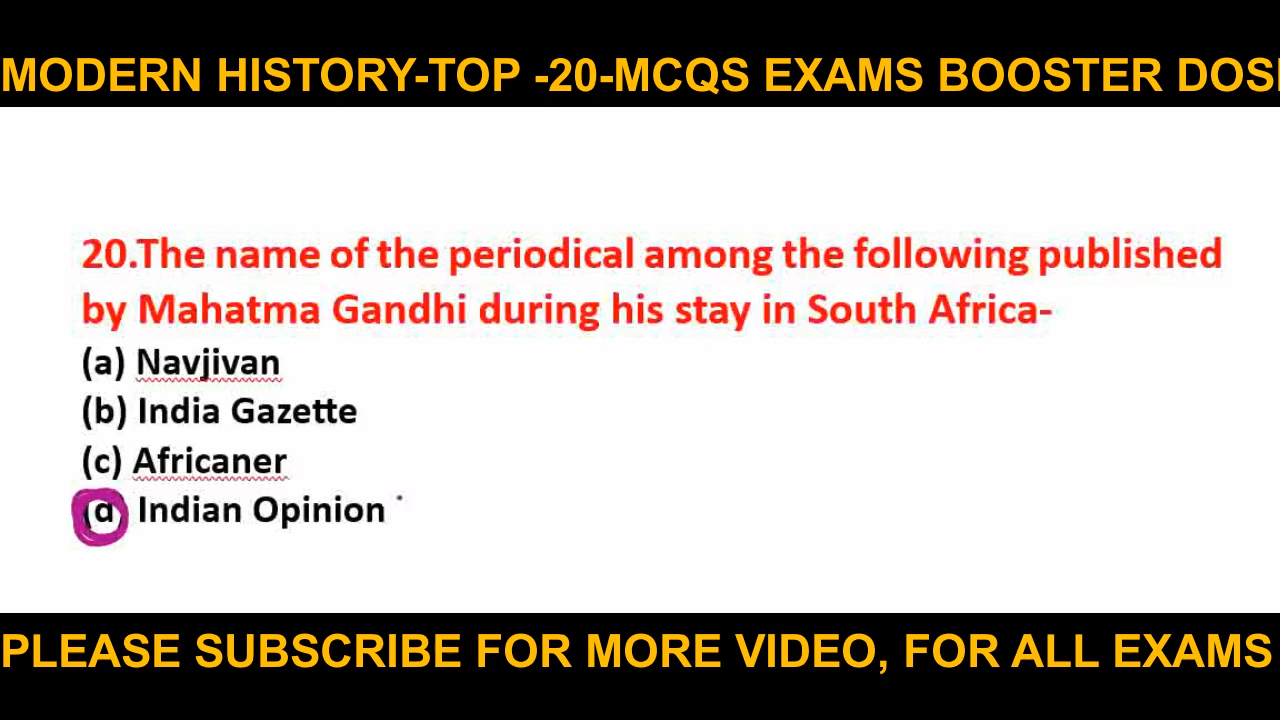 MODERN HISTORY-TOP -20-MCQS EXAMS BOOSTER DOS
20.The name of the periodical among the following published
by Mahatma Gandhi during his stay in South Africa-
(a) Navjivan
(b) India Gazette
(c) Africaner
(d) Indian Opinion
PLEASE SUBSCRIBE FOR MORE VIDEO, FOR ALL EXAMS